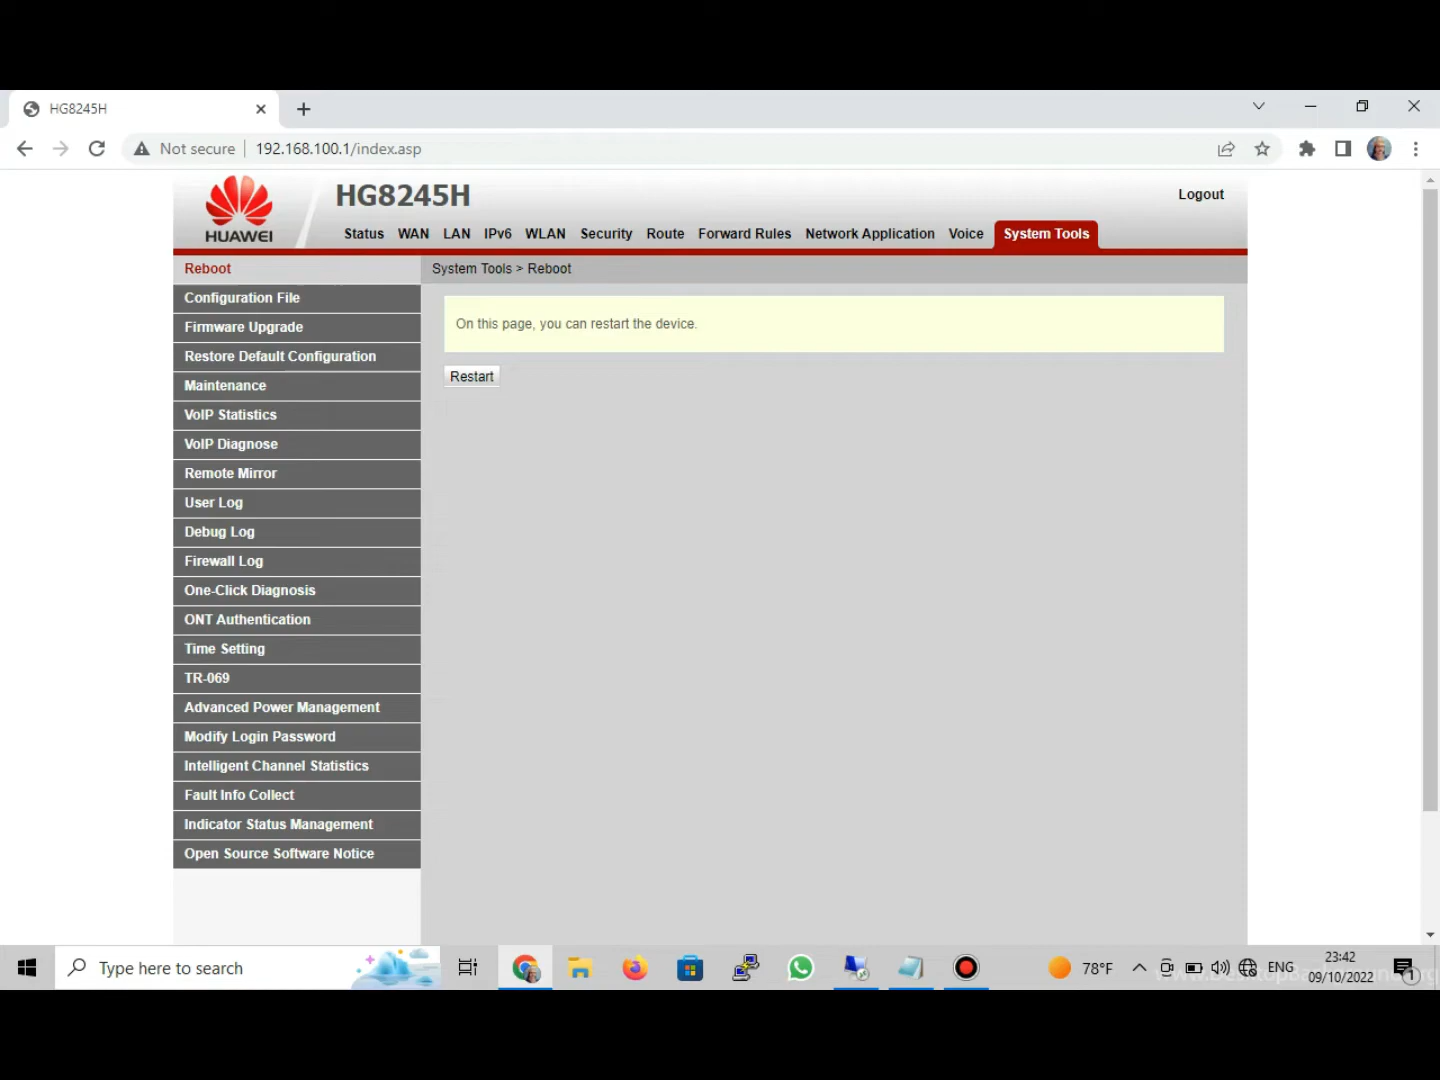 HG8245H
Not secure
192.168.100.1/index.asp
HUAWEI
HG8245H
Logout
Status WAN LAN IPv6 WLAN Security Route Forward Rules Network Application Voice System Tools
Reboot
System Tools > Reboot
Configuration File
Firmware Upgrade
Restore Default Configuration
Maintenance
VoIP Statistics
VoIP Diagnose
Remote Mirror
User Log
Debug Log
Firewall Log
One-Click Diagnosis
ONT Authentication
Time Setting
TR-069
Advanced Power Management
Modify Login Password
Intelligent Channel Statistics
Fault Info Collect
Indicator Status Management
Open Source Software Notice
On this page, you can restart the device.
Restart
Type here to search
78°F
ENG
23:42
09/10/2022
1